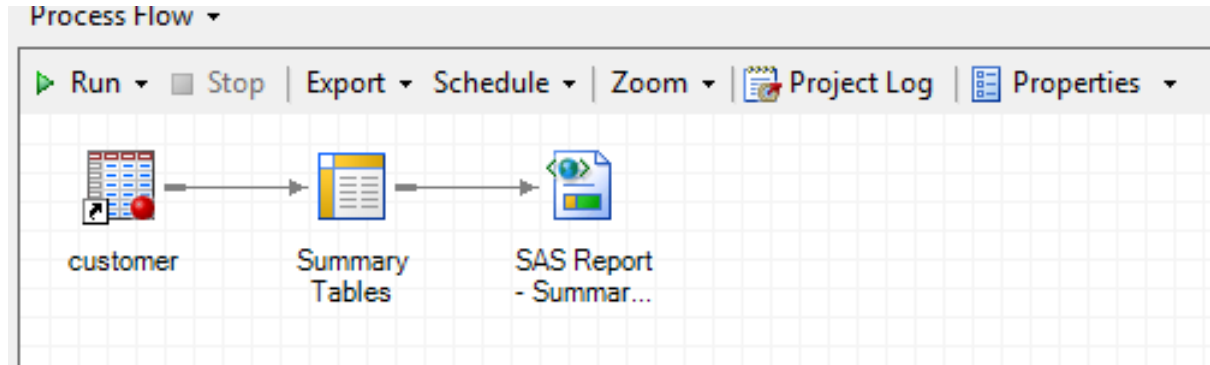 Process Flow
Run Stop Export Schedule Zoom Project Log Properties
customer Summary SAS Report
Tables - Summar...